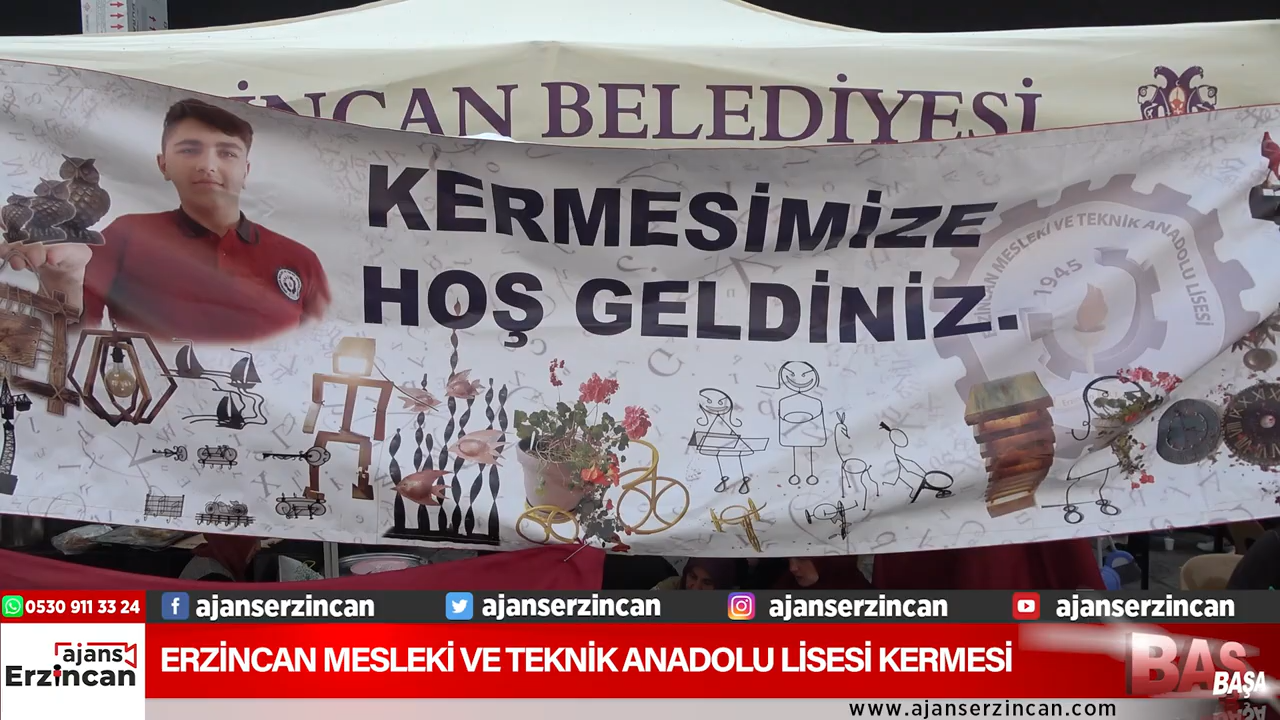 ZİNCAN BELEDİYESİ
KERMESİMİZE
HOŞ GELDİNİZ.
ERZİNCAN MESLEKİ VE TEKNİK ANADOLU LİSESİ
1945
0530 911 33 24
ajanserzincan
ajanserzincan
ajanserzincan
ajanserzincan
ajans
Erzincan
ERZİNCAN MESLEKİ VE TEKNİK ANADOLU LİSESİ KERMESİ
BAŞ
BAŞA
www.ajanserzincan.com